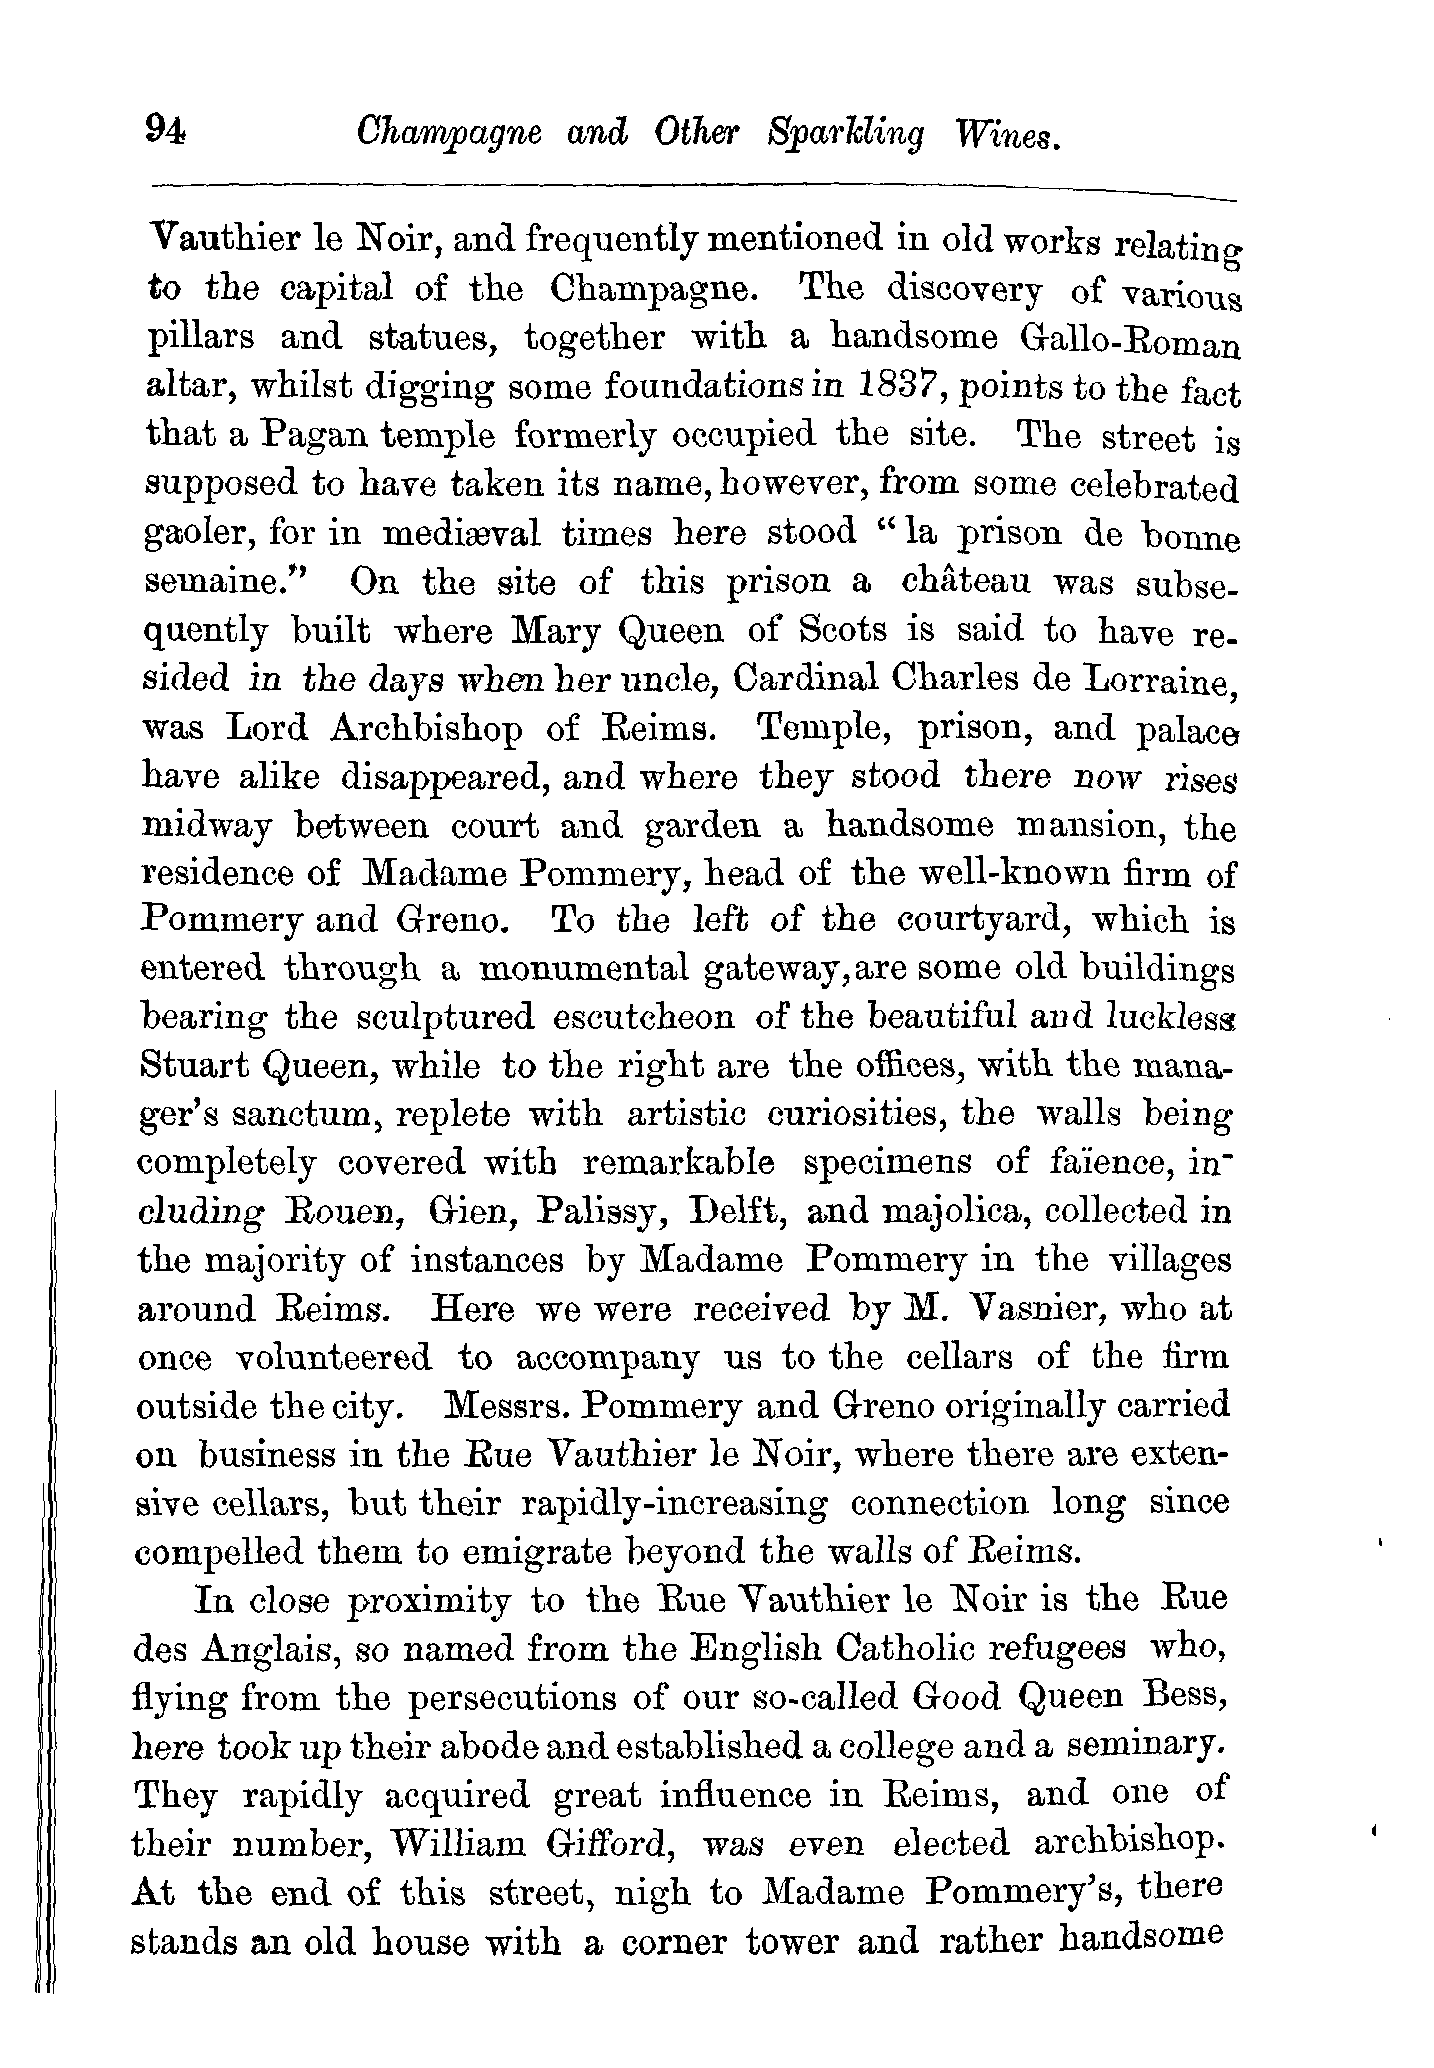 94 Champagne and Other Sparkling Wines.
Vauthier le Noir, and frequently mentioned in old works relating
to the capital of the Champagne. The discovery of various
pillars and statues, together with a handsome Gallo-Roman
altar, whilst digging some foundations in 1837, points to the fact
that a Pagan temple formerly occupied the site. The street is
supposed to have taken its name, however, from some celebrated
gaoler, for in mediæval times here stood “la prison de bonne
semaine.” On the site of this prison a château was subse-
quently built where Mary Queen of Scots is said to have re-
sided in the days when her uncle, Cardinal Charles de Lorraine,
was Lord Archbishop of Reims. Temple, prison, and palace
have alike disappeared, and where they stood there now rises
midway between court and garden a handsome mansion, the
residence of Madame Pommery, head of the well-known firm of
Pommery and Greno. To the left of the courtyard, which is
entered through a monumental gateway, are some old buildings
bearing the sculptured escutcheon of the beautiful and luckless
Stuart Queen, while to the right are the offices, with the mana-
ger’s sanctum, replete with artistic curiosities, the walls being
completely covered with remarkable specimens of faïence, in-
cluding Rouen, Gien, Palissy, Delft, and majolica, collected in
the majority of instances by Madame Pommery in the villages
around Reims. Here we were received by M. Vasnier, who at
once volunteered to accompany us to the cellars of the firm
outside the city. Messrs. Pommery and Greno originally carried
on business in the Rue Vauthier le Noir, where there are exten-
sive cellars, but their rapidly-increasing connection long since
compelled them to emigrate beyond the walls of Reims.
In close proximity to the Rue Vauthier le Noir is the Rue
des Anglais, so named from the English Catholic refugees who,
flying from the persecutions of our so-called Good Queen Bess,
here took up their abode and established a college and a seminary.
They rapidly acquired great influence in Reims, and one of
their number, William Gifford, was even elected archbishop.
At the end of this street, nigh to Madame Pommery’s, there
stands an old house with a corner tower and rather handsome